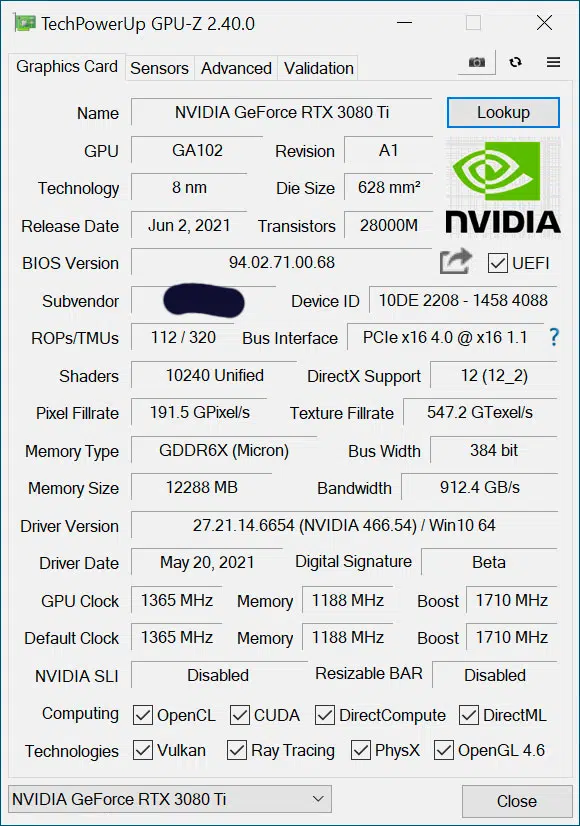 TechPowerUp GPU-Z 2.40.0
Graphics Card Sensors Advanced Validation
Name NVIDIA GeForce RTX 3080 Ti Lookup
GPU GA102 Revision A1
Technology 8 nm Die Size 628 mm²
Release Date Jun 2, 2021 Transistors 28000M
NVIDIA
BIOS Version 94.02.71.00.68 UEFI
Subvendor Device ID 10DE 2208 - 1458 4088
ROPs/TMUs 112 / 320 Bus Interface PCIe x16 4.0 @ x16 1.1 ?
Shaders 10240 Unified DirectX Support 12 (12_2)
Pixel Fillrate 191.5 GPixel/s Texture Fillrate 547.2 GTexel/s
Memory Type GDDR6X (Micron) Bus Width 384 bit
Memory Size 12288 MB Bandwidth 912.4 GB/s
Driver Version 27.21.14.6654 (NVIDIA 466.54) / Win10 64
Driver Date May 20, 2021 Digital Signature Beta
GPU Clock 1365 MHz Memory 1188 MHz Boost 1710 MHz
Default Clock 1365 MHz Memory 1188 MHz Boost 1710 MHz
NVIDIA SLI Disabled Resizable BAR Disabled
Computing OpenCL CUDA DirectCompute DirectML
Technologies Vulkan Ray Tracing PhysX OpenGL 4.6
NVIDIA GeForce RTX 3080 Ti Close